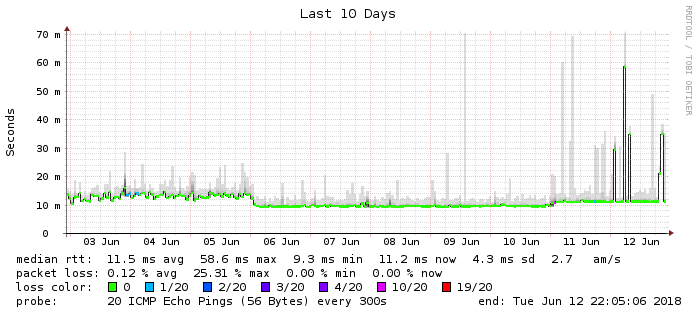 Last 10 Days
RRDTOOL / TOBI OETIKER
Seconds
70 m
60 m
50 m
40 m
30 m
20 m
10 m
0
03 Jun 04 Jun 05 Jun 06 Jun 07 Jun 08 Jun 09 Jun 10 Jun 11 Jun 12 Jun
median rtt: 11.5 ms avg 58.6 ms max 9.3 ms min 11.2 ms now 4.3 ms sd 2.7 am/s
packet loss: 0.12 % avg 25.31 % max 0.00 % min 0.00 % now
loss color: 0 1/20 2/20 3/20 4/20 10/20 19/20
probe: 20 ICMP Echo Pings (56 Bytes) every 300s end: Tue Jun 12 22:05:06 2018